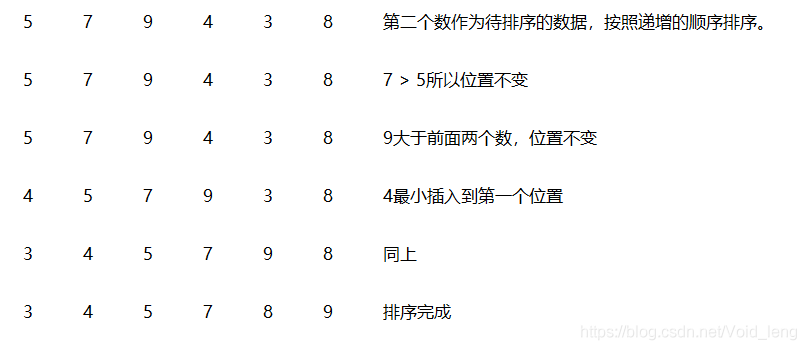 5 7 9 4 3 8 第二个数作为待排序的数据，按照递增的顺序排序。
5 7 9 4 3 8 7 > 5所以位置不变
5 7 9 4 3 8 9大于前面两个数，位置不变
4 5 7 9 3 8 4最小插入到第一个位置
3 4 5 7 9 8 同上
3 4 5 7 8 9 排序完成
https://blog.csdn.net/Void_leng